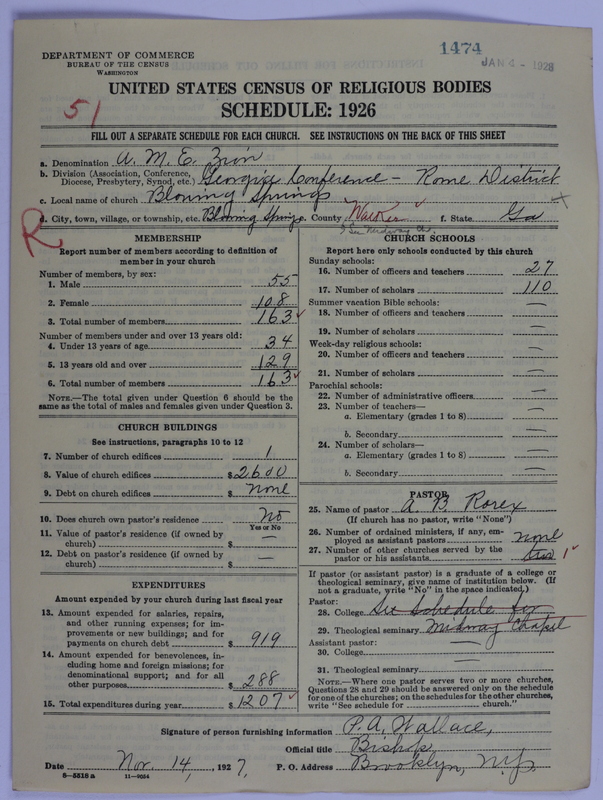 1474
JAN 4 - 1928
DEPARTMENT OF COMMERCE
BUREAU OF THE CENSUS
WASHINGTON
UNITED STATES CENSUS OF RELIGIOUS BODIES
SCHEDULE: 1926
51
FILL OUT A SEPARATE SCHEDULE FOR EACH CHURCH. SEE INSTRUCTIONS ON THE BACK OF THIS SHEET
a. Denomination A. M. E. Zion
b. Division (Association, Conference, Diocese, Presbytery, Synod, etc.) Georgia Conference - Rome District
c. Local name of church Blowing Springs
d. City, town, village, or township, etc. Blowing Springs County Walker f. State Ga
R
See Midway Ch.
MEMBERSHIP
Report number of members according to definition of
member in your church
Number of members, by sex:
1. Male 55
2. Female 108
3. Total number of members 163
Number of members under and over 13 years old:
4. Under 13 years of age 34
5. 13 years old and over 129
6. Total number of members 163
NOTE.—The total given under Question 6 should be the
same as the total of males and females given under Question 3.
CHURCH BUILDINGS
See instructions, paragraphs 10 to 12
7. Number of church edifices 1
8. Value of church edifices $2600
9. Debt on church edifices $ none
10. Does church own pastor's residence No
Yes or No
11. Value of pastor's residence (if owned by
church) $ —
12. Debt on pastor's residence (if owned by
church) $ —
EXPENDITURES
Amount expended by your church during last fiscal year
13. Amount expended for salaries, repairs,
and other running expenses; for im-
provements or new buildings; and for
payments on church debt $ 919
14. Amount expended for benevolences, in-
cluding home and foreign missions; for
denominational support; and for all
other purposes $ 288
15. Total expenditures during year $1207
CHURCH SCHOOLS
Report here only schools conducted by this church
Sunday schools:
16. Number of officers and teachers 27
17. Number of scholars 110
Summer vacation Bible schools:
18. Number of officers and teachers —
19. Number of scholars —
Week-day religious schools:
20. Number of officers and teachers —
21. Number of scholars —
Parochial schools:
22. Number of administrative officers —
23. Number of teachers—
a. Elementary (grades 1 to 8) —
b. Secondary —
24. Number of scholars—
a. Elementary (grades 1 to 8) —
b. Secondary —
PASTOR
25. Name of pastor A. B. Rorex
(If church has no pastor, write "None")
26. Number of ordained ministers, if any, em-
ployed as assistant pastors none
27. Number of other churches served by the
pastor or his assistants 1
If pastor (or assistant pastor) is a graduate of a college or
theological seminary, give name of institution below. (If
not a graduate, write "No" in the space indicated.)
Pastor:
28. College See Schedule for
29. Theological seminary Midway Chapel
Assistant pastor:
30. College —
31. Theological seminary
NOTE.—Where one pastor serves two or more churches,
Questions 28 and 29 should be answered only on the schedule
for one of the churches; on the schedules for the other churches,
write "See schedule for church."
Signature of person furnishing information P. A. Wallace,
Official title Bishop
Date Nov. 14, 1927, P. O. Address Brooklyn, N.Y.
8—5518a 11—9054